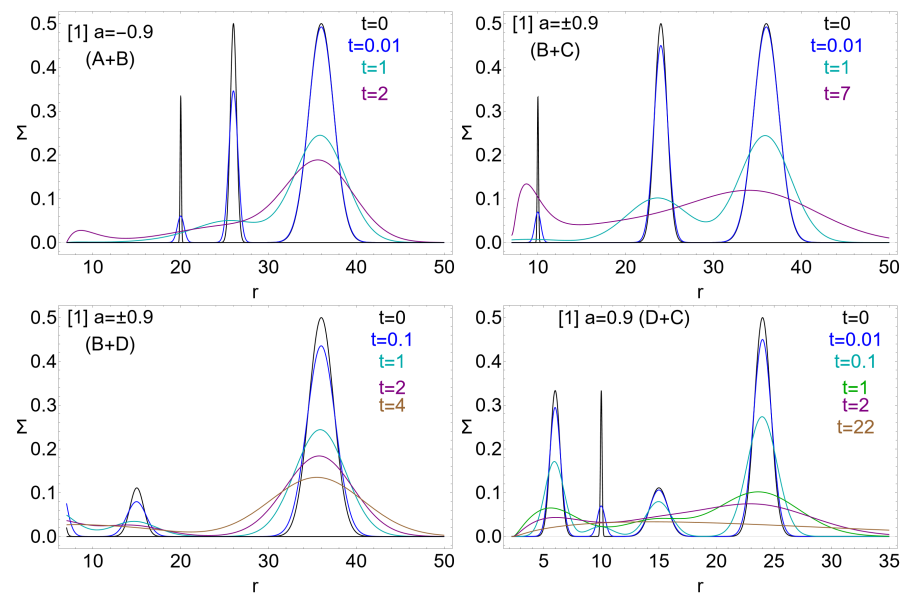 [1] a=−0.9
(A+B)
t=0
t=0.01
t=1
t=2
Σ
0.5
0.4
0.3
0.2
0.1
0.0
10 20 30 40 50
r
[1] a=±0.9
(B+C)
t=0
t=0.01
t=1
t=7
Σ
0.5
0.4
0.3
0.2
0.1
0.0
10 20 30 40 50
r
[1] a=±0.9
(B+D)
t=0
t=0.1
t=1
t=2
t=4
Σ
0.5
0.4
0.3
0.2
0.1
0.0
10 20 30 40 50
r
[1] a=0.9 (D+C)
t=0
t=0.01
t=0.1
t=1
t=2
t=22
Σ
0.5
0.4
0.3
0.2
0.1
0.0
5 10 15 20 25 30 35
r